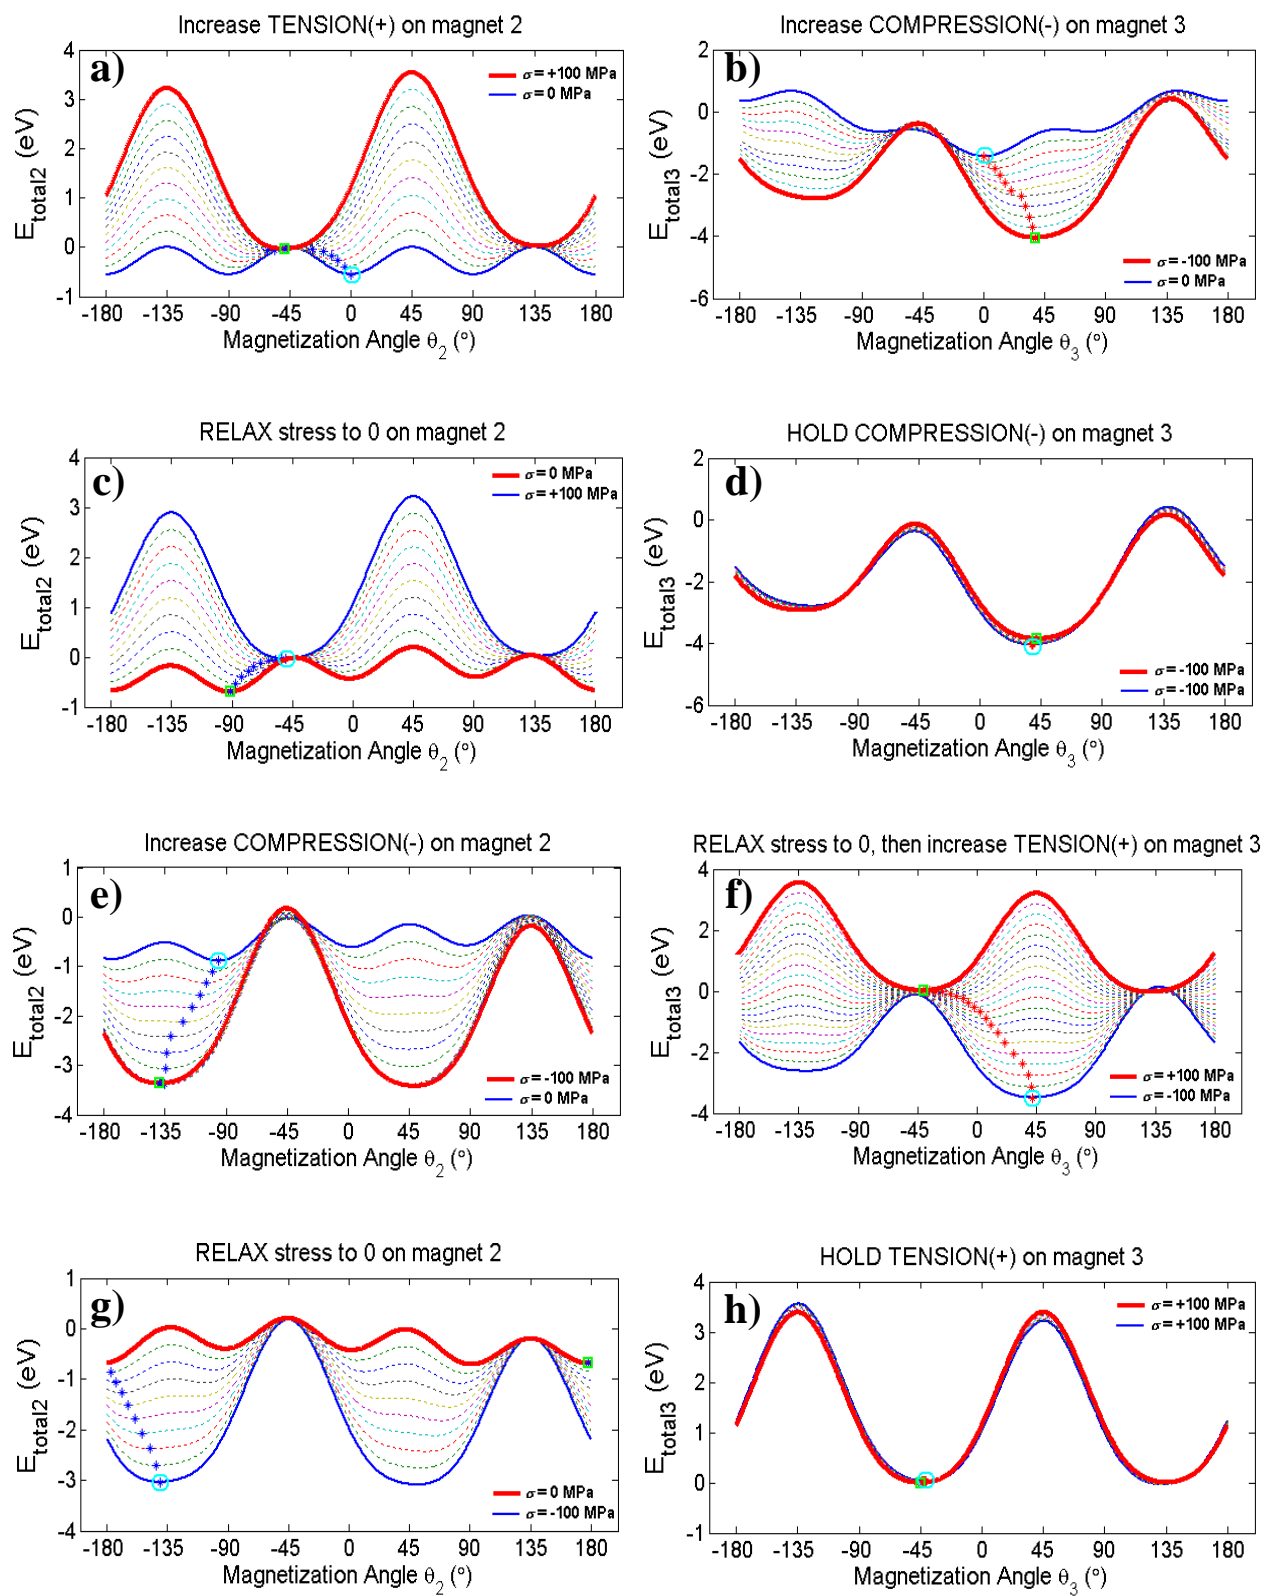 Increase TENSION(+) on magnet 2
a)
σ = +100 MPa
σ = 0 MPa
E_total2 (eV)
4
3
2
1
0
-1
-180 -135 -90 -45 0 45 90 135 180
Magnetization Angle θ_2 (°)
Increase COMPRESSION(-) on magnet 3
b)
σ = -100 MPa
σ = 0 MPa
E_total3 (eV)
2
0
-2
-4
-6
-180 -135 -90 -45 0 45 90 135 180
Magnetization Angle θ_3 (°)
RELAX stress to 0 on magnet 2
c)
σ = 0 MPa
σ = +100 MPa
E_total2 (eV)
4
3
2
1
0
-1
-180 -135 -90 -45 0 45 90 135 180
Magnetization Angle θ_2 (°)
HOLD COMPRESSION(-) on magnet 3
d)
σ = -100 MPa
σ = -100 MPa
E_total3 (eV)
2
0
-2
-4
-6
-180 -135 -90 -45 0 45 90 135 180
Magnetization Angle θ_3 (°)
Increase COMPRESSION(-) on magnet 2
e)
σ = -100 MPa
σ = 0 MPa
E_total2 (eV)
1
0
-1
-2
-3
-4
-180 -135 -90 -45 0 45 90 135 180
Magnetization Angle θ_2 (°)
RELAX stress to 0, then increase TENSION(+) on magnet 3
f)
σ = +100 MPa
σ = -100 MPa
E_total3 (eV)
4
2
0
-2
-4
-180 -135 -90 -45 0 45 90 135 180
Magnetization Angle θ_3 (°)
RELAX stress to 0 on magnet 2
g)
σ = 0 MPa
σ = -100 MPa
E_total2 (eV)
1
0
-1
-2
-3
-4
-180 -135 -90 -45 0 45 90 135 180
Magnetization Angle θ_2 (°)
HOLD TENSION(+) on magnet 3
h)
σ = +100 MPa
σ = +100 MPa
E_total3 (eV)
4
3
2
1
0
-1
-180 -135 -90 -45 0 45 90 135 180
Magnetization Angle θ_3 (°)